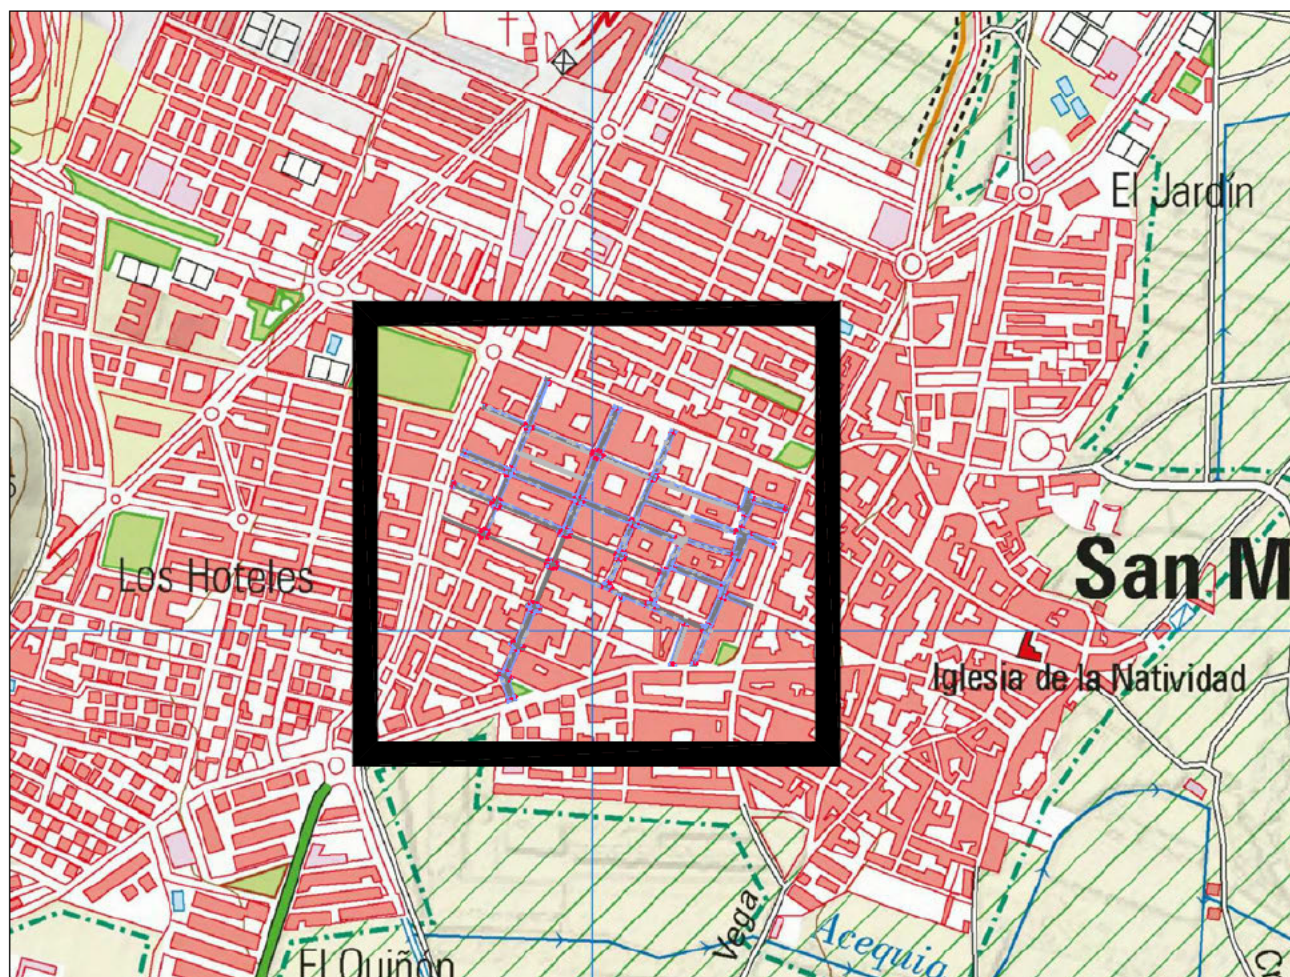 El Jardín
Los Hoteles
San M
Iglesia de la Natividad
Vega
Acequia
El Quiñón